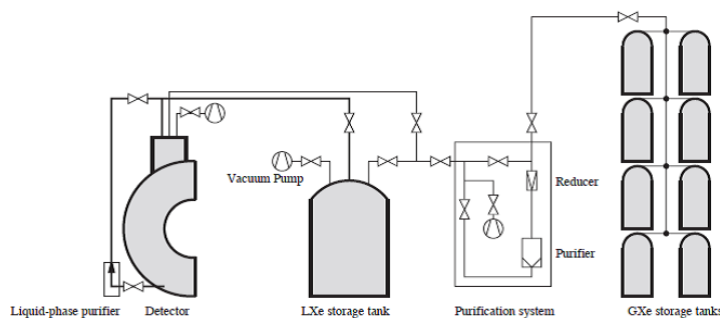 Vacuum Pump
Reducer
Purifier
Liquid-phase purifier
Detector
LXe storage tank
Purification system
GXe storage tanks